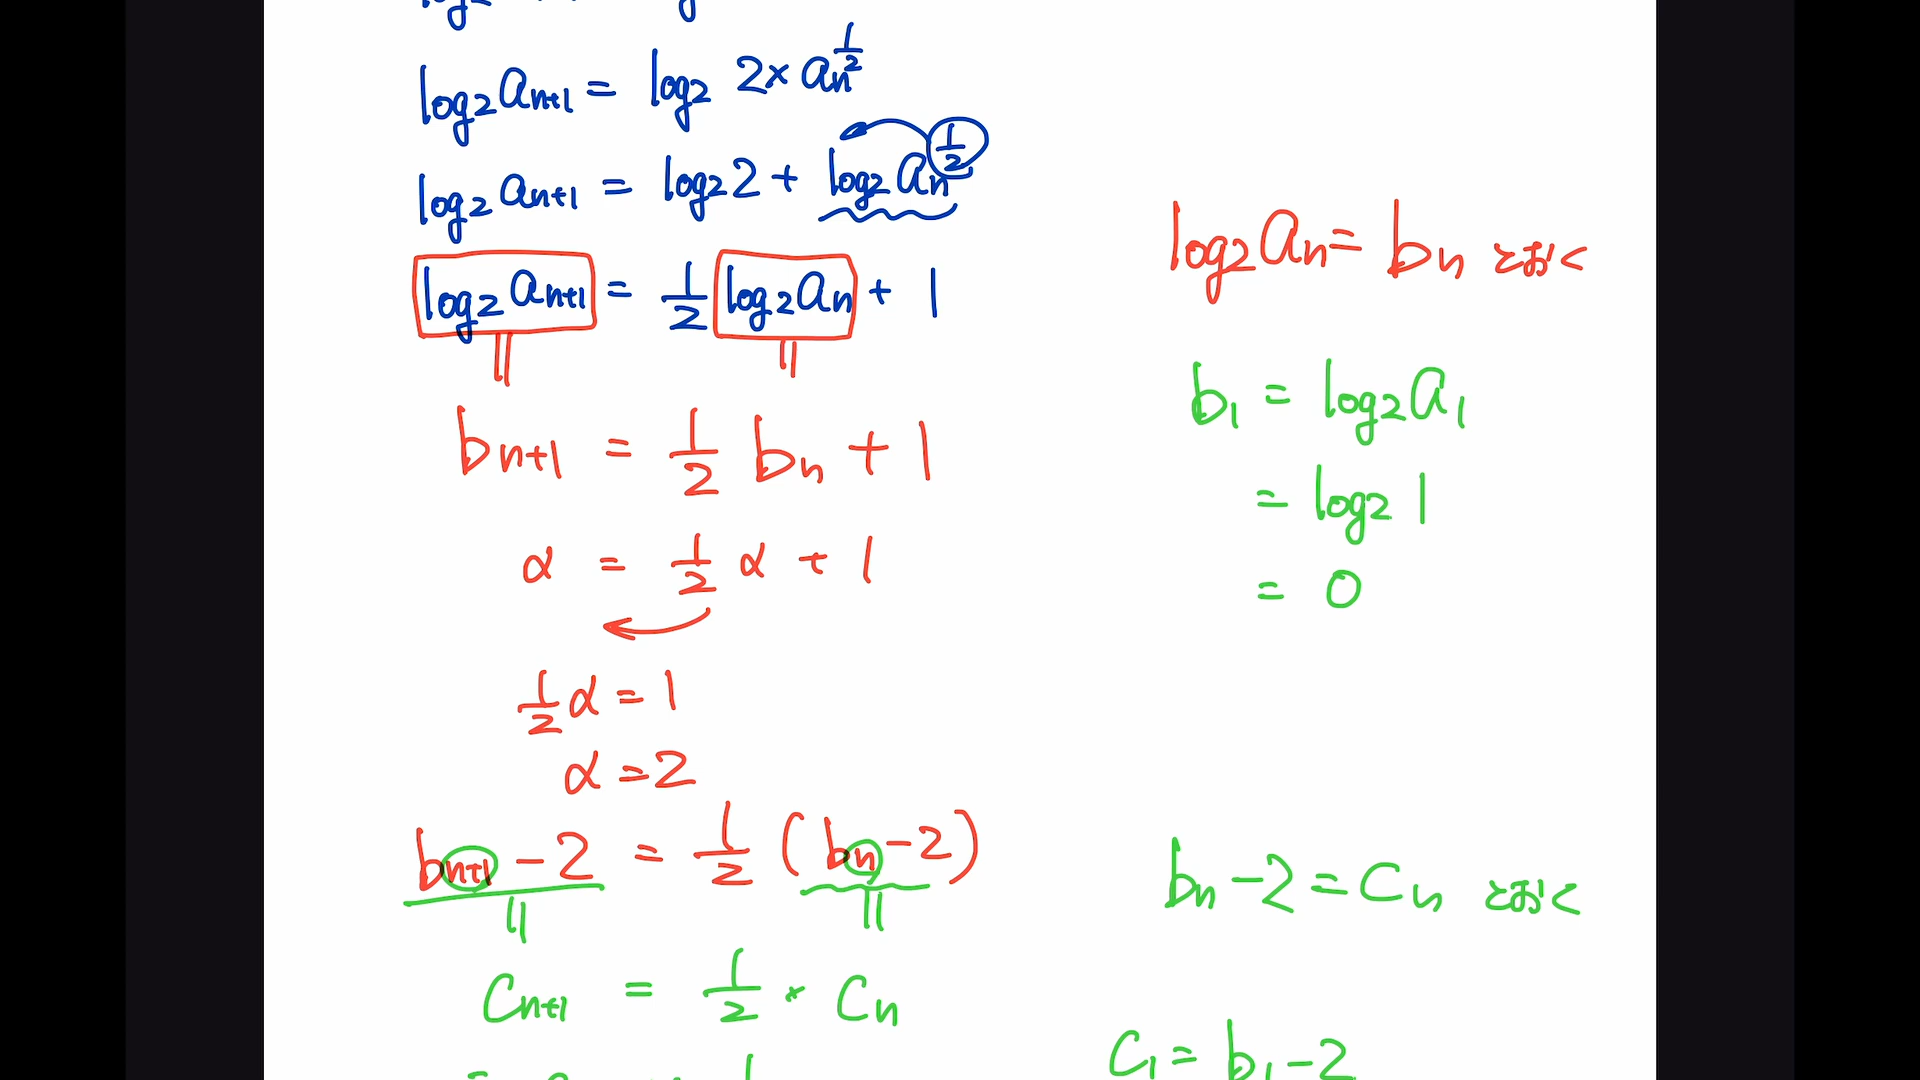 log₂aₙ₊₁ = log₂ 2×aₙ^(1/2)
log₂aₙ₊₁ = log₂2 + log₂aₙ^(1/2)
log₂aₙ₊₁ = 1/2 log₂aₙ + 1
bₙ₊₁ = 1/2 bₙ + 1
α = 1/2 α + 1
1/2 α = 1
α = 2
bₙ₊₁ - 2 = 1/2 (bₙ - 2)
cₙ₊₁ = 1/2 · cₙ
log₂aₙ = bₙ とおく
b₁ = log₂a₁
= log₂1
= 0
bₙ - 2 = cₙ とおく
c₁ = b₁ - 2